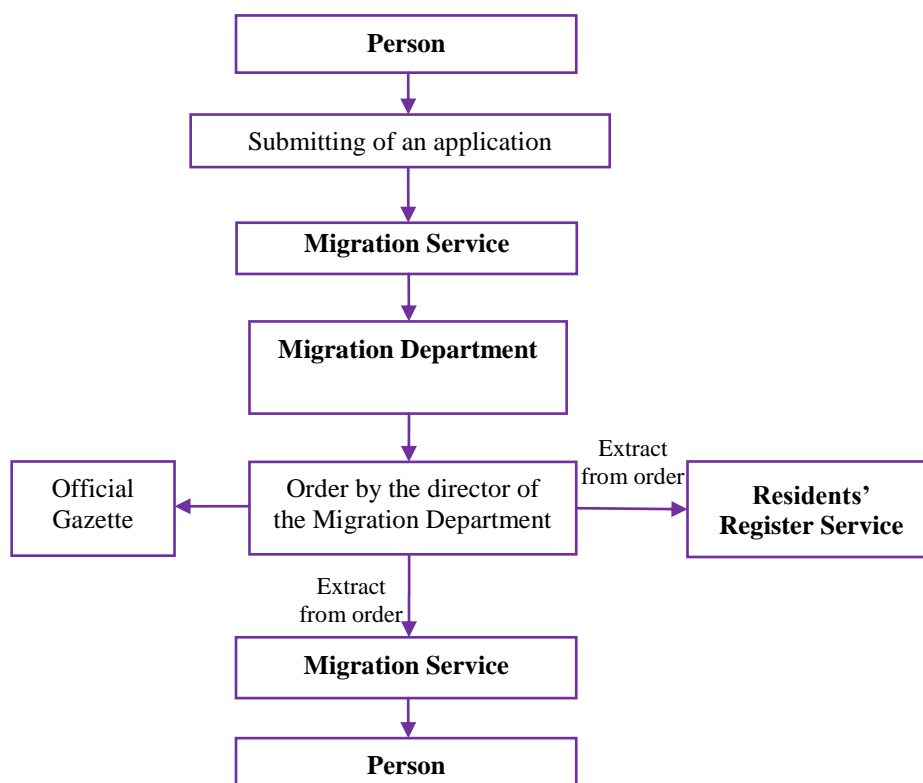 Person
Submitting of an application
Migration Service
Migration Department
Extract
from order
Official
Gazette
Order by the director of
the Migration Department
Residents’
Register Service
Extract
from order
Migration Service
Person